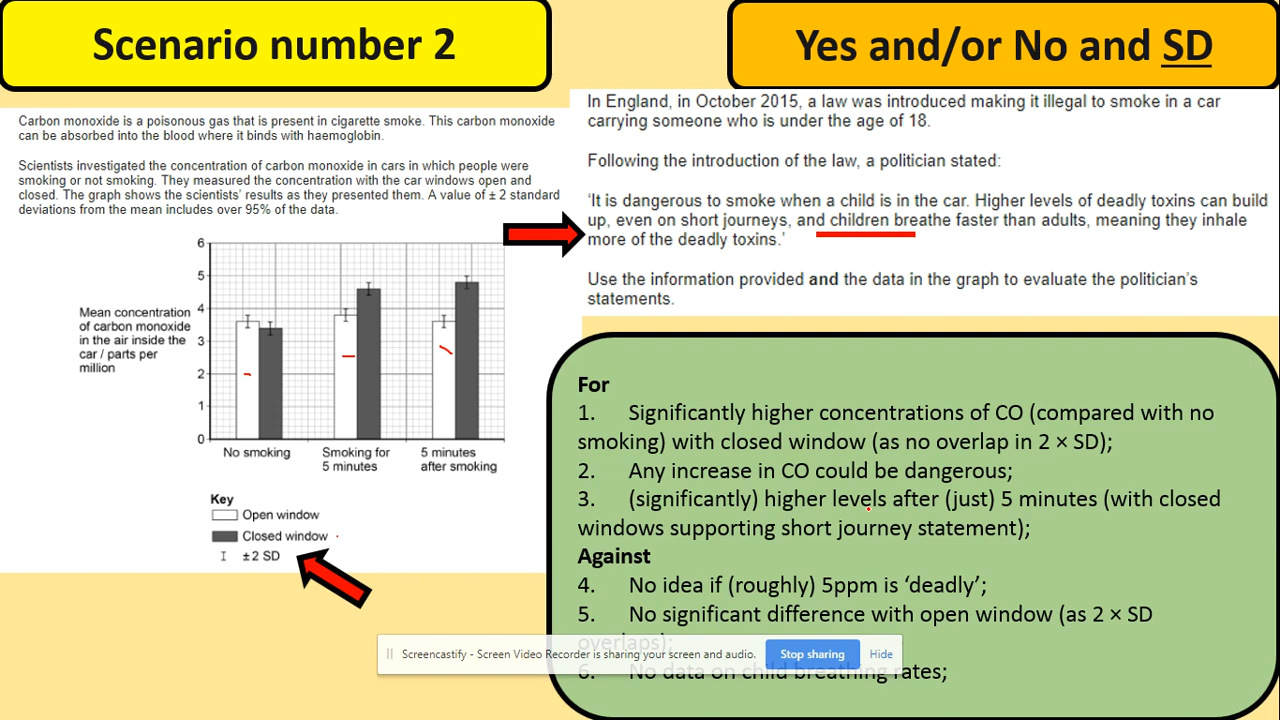 Scenario number 2
Yes and/or No and SD
Carbon monoxide is a poisonous gas that is present in cigarette smoke. This carbon monoxide
can be absorbed into the blood where it binds with haemoglobin.
Scientists investigated the concentration of carbon monoxide in cars in which people were
smoking or not smoking. They measured the concentration with the car windows open and
closed. The graph shows the scientists' results as they presented them. A value of ± 2 standard
deviations from the mean includes over 95% of the data.
6
5
4
3
2
1
0
Mean concentration
of carbon monoxide
in the air inside the
car / parts per
million
No smoking
Smoking for
5 minutes
5 minutes
after smoking
Key
Open window
Closed window
±2 SD
In England, in October 2015, a law was introduced making it illegal to smoke in a car
carrying someone who is under the age of 18.
Following the introduction of the law, a politician stated:
'It is dangerous to smoke when a child is in the car. Higher levels of deadly toxins can build
up, even on short journeys, and children breathe faster than adults, meaning they inhale
more of the deadly toxins.'
Use the information provided and the data in the graph to evaluate the politician's
statements.
For
1. Significantly higher concentrations of CO (compared with no
smoking) with closed window (as no overlap in 2 × SD);
2. Any increase in CO could be dangerous;
3. (significantly) higher levels after (just) 5 minutes (with closed
windows supporting short journey statement);
Against
4. No idea if (roughly) 5ppm is 'deadly';
5. No significant difference with open window (as 2 × SD
overlaps);
6. No data on child breathing rates;
Screencastify - Screen Video Recorder is sharing your screen and audio.
Stop sharing
Hide